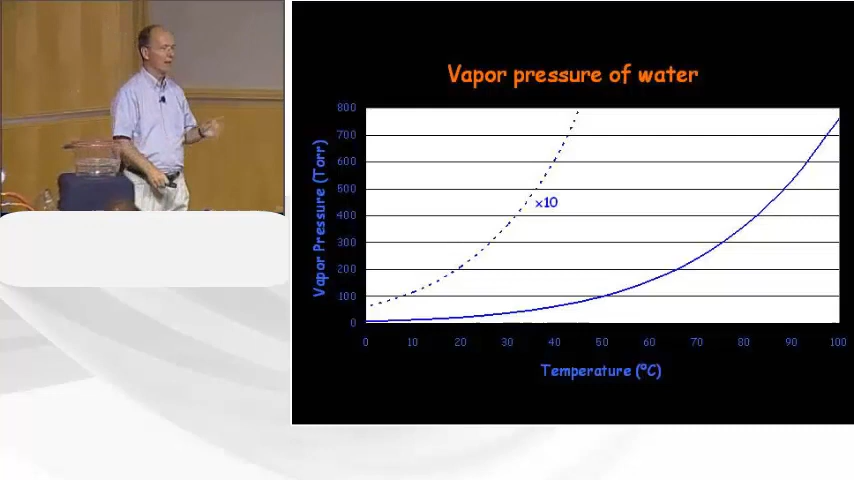 Vapor pressure of water
Vapor Pressure (Torr)
800
700
600
500
400
300
200
100
0
×10
0 10 20 30 40 50 60 70 80 90 100
Temperature (°C)